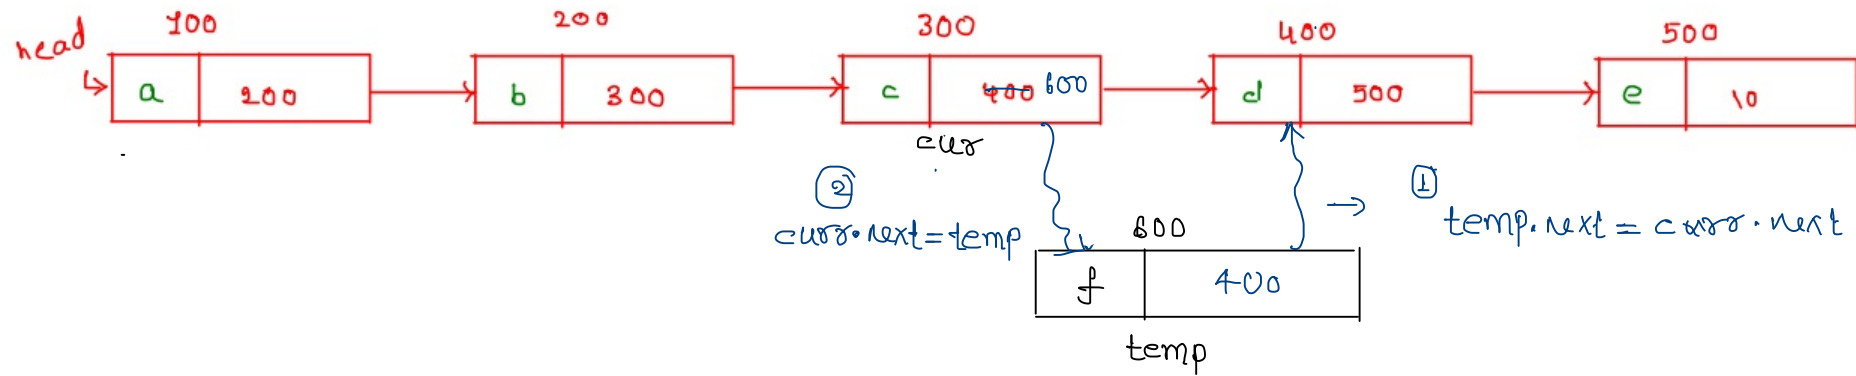 head
100 200 300 400 500
a 200 b 300 c 400 600 d 500 e 10
cur
② ①
curr.next=temp 600 temp.next = curr.next
f 400
temp